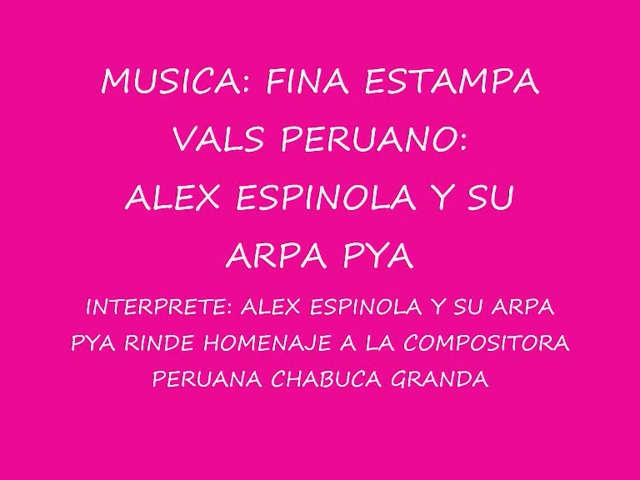 MUSICA: FINA ESTAMPA
VALS PERUANO:
ALEX ESPINOLA Y SU
ARPA PYA
INTERPRETE: ALEX ESPINOLA Y SU ARPA
PYA RINDE HOMENAJE A LA COMPOSITORA
PERUANA CHABUCA GRANDA